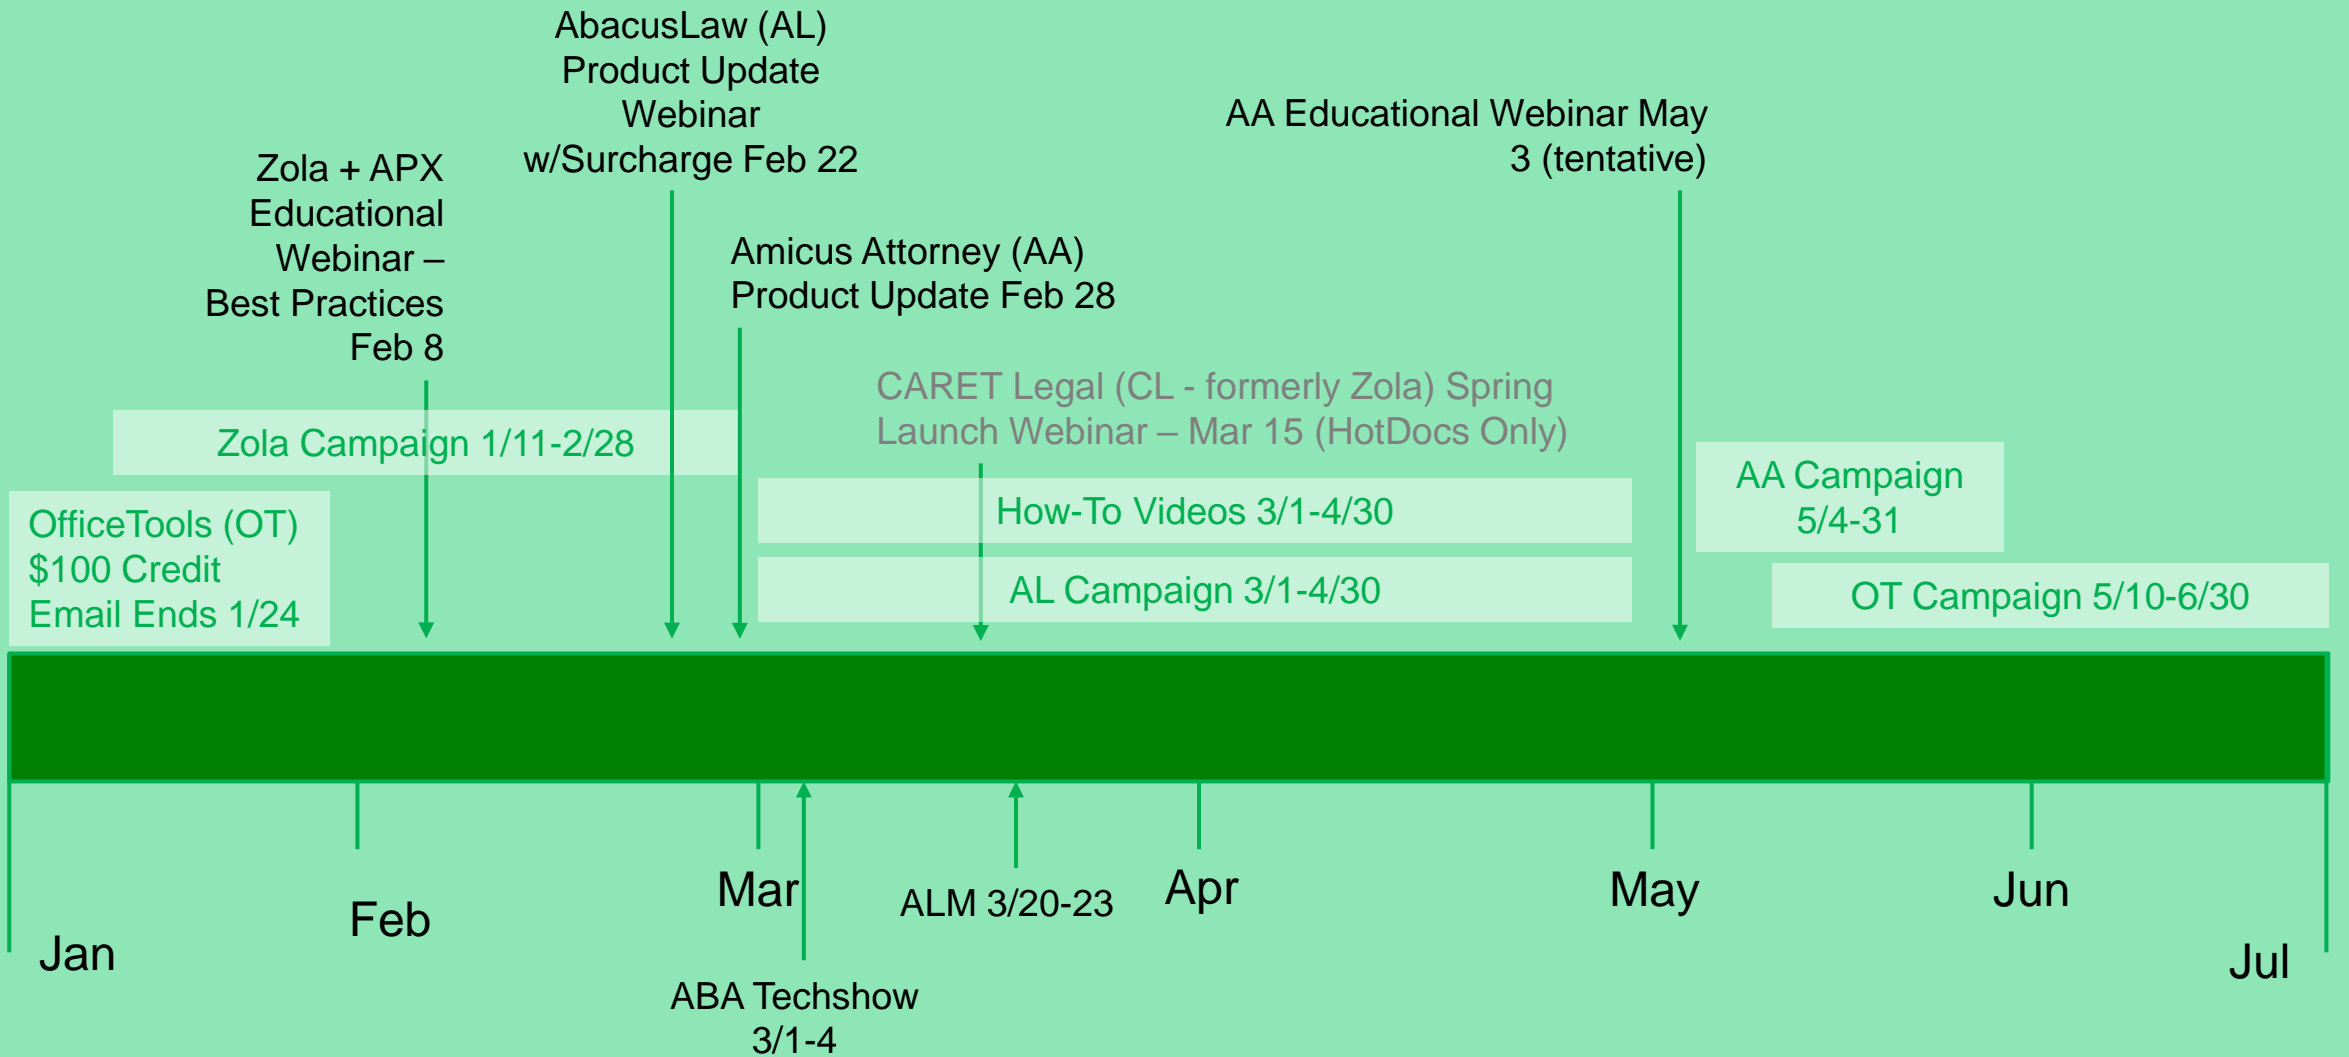 AbacusLaw (AL)
Product Update
Webinar
w/Surcharge Feb 22
AA Educational Webinar May
3 (tentative)
Zola + APX
Educational
Webinar –
Best Practices
Feb 8
Amicus Attorney (AA)
Product Update Feb 28
CARET Legal (CL - formerly Zola) Spring
Launch Webinar – Mar 15 (HotDocs Only)
Zola Campaign 1/11-2/28
AA Campaign
5/4-31
How-To Videos 3/1-4/30
OfficeTools (OT)
$100 Credit
Email Ends 1/24
AL Campaign 3/1-4/30
OT Campaign 5/10-6/30
Jan
Feb
Mar
Apr
May
Jun
Jul
ALM 3/20-23
ABA Techshow
3/1-4